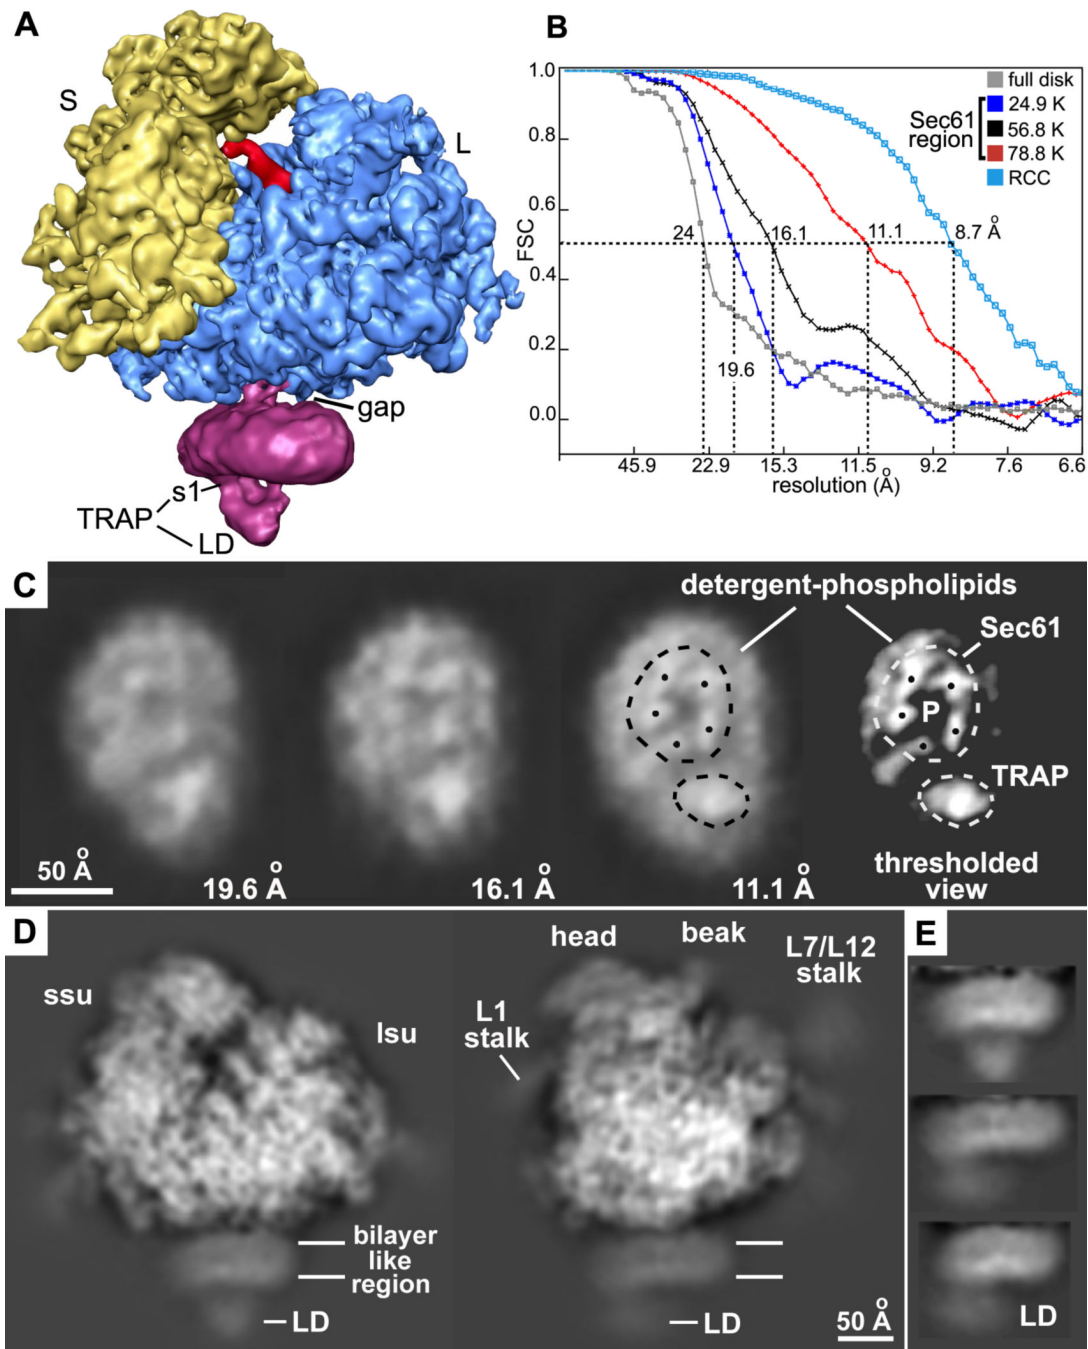 A
S
L
gap
s1
TRAP
LD
B
1.0
0.8
0.6
0.4
0.2
0.0
FSC
full disk
24.9 K
Sec61
region
56.8 K
78.8 K
RCC
24
16.1
11.1
8.7 Å
19.6
45.9
22.9
15.3
11.5
9.2
7.6
6.6
resolution (Å)
C
detergent-phospholipids
Sec61
P
TRAP
50 Å
19.6 Å
16.1 Å
11.1 Å
thresholded
view
D
ssu
lsu
bilayer
like
region
LD
head
beak
L7/L12
stalk
L1
stalk
LD
50 Å
E
LD